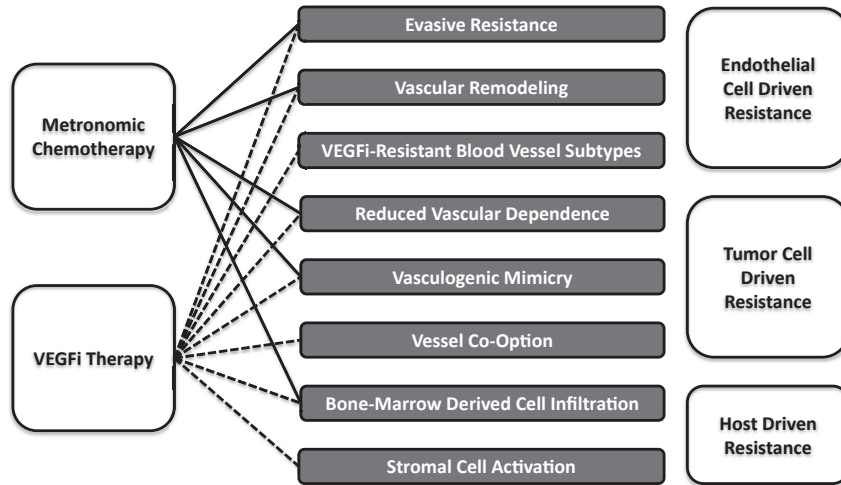 Metronomic
Chemotherapy
VEGFi Therapy
Evasive Resistance
Vascular Remodeling
VEGFi-Resistant Blood Vessel Subtypes
Reduced Vascular Dependence
Vasculogenic Mimicry
Vessel Co-Option
Bone-Marrow Derived Cell Infiltration
Stromal Cell Activation
Endothelial
Cell Driven
Resistance
Tumor Cell
Driven
Resistance
Host Driven
Resistance